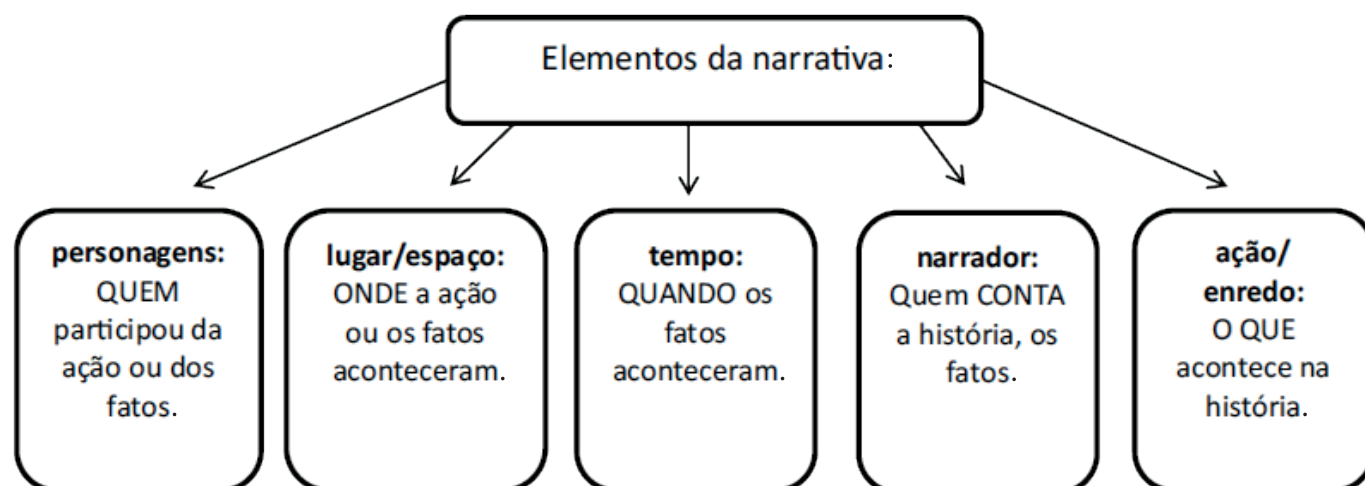 Elementos da narrativa:
personagens:
QUEM
participou da
ação ou dos
fatos.
lugar/espaço:
ONDE a ação
ou os fatos
aconteceram.
tempo:
QUANDO os
fatos
aconteceram.
narrador:
Quem CONTA
a história, os
fatos.
ação/
enredo:
O QUE
acontece na
história.